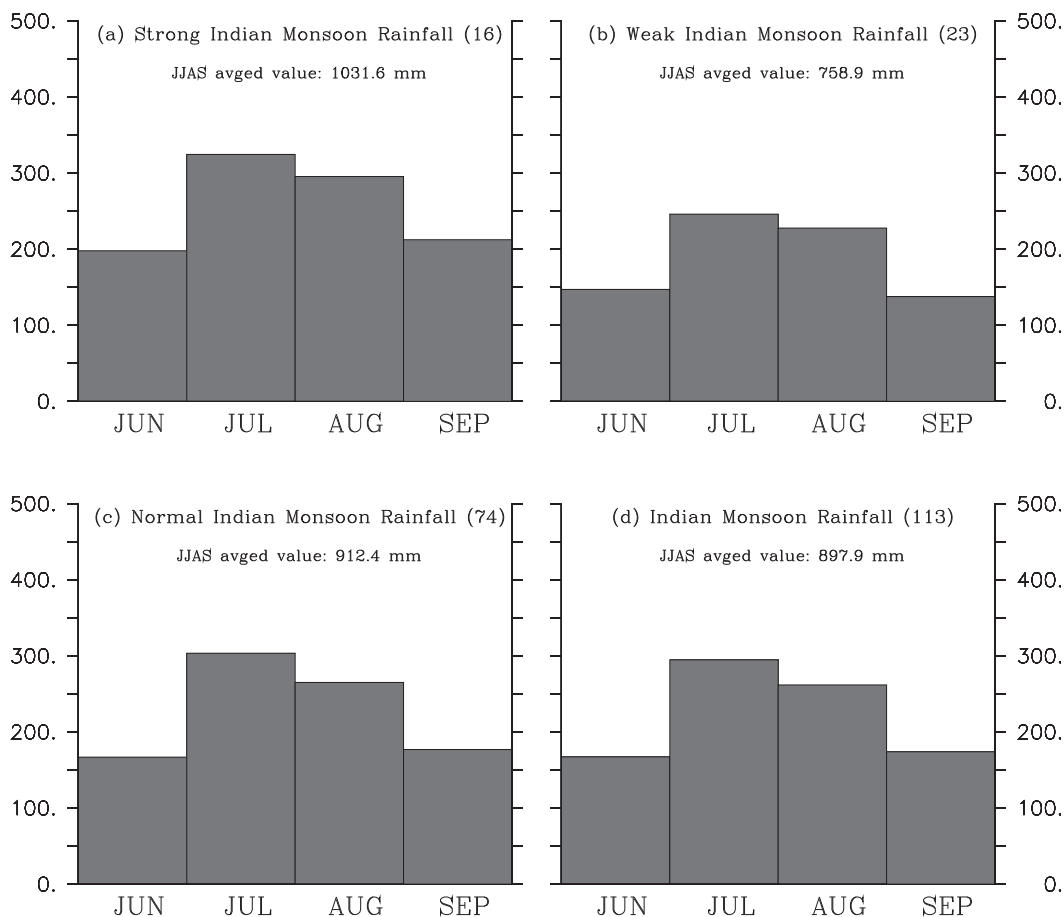 (a) Strong Indian Monsoon Rainfall (16)
JJAS avged value: 1031.6 mm
500.
400.
300.
200.
100.
0.
JUN JUL AUG SEP
(b) Weak Indian Monsoon Rainfall (23)
JJAS avged value: 758.9 mm
500.
400.
300.
200.
100.
0.
JUN JUL AUG SEP
(c) Normal Indian Monsoon Rainfall (74)
JJAS avged value: 912.4 mm
500.
400.
300.
200.
100.
0.
JUN JUL AUG SEP
(d) Indian Monsoon Rainfall (113)
JJAS avged value: 897.9 mm
500.
400.
300.
200.
100.
0.
JUN JUL AUG SEP